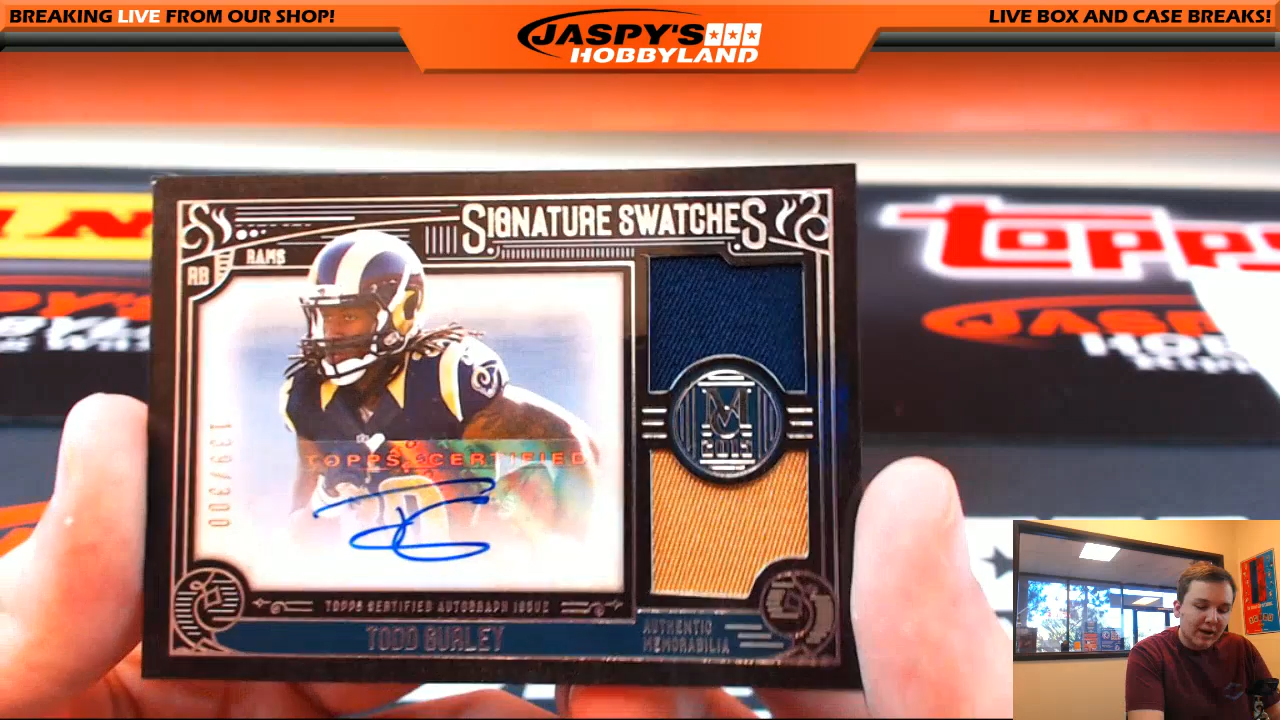 BREAKING LIVE FROM OUR SHOP!
JASPY'S
HOBBYLAND
LIVE BOX AND CASE BREAKS!
SIGNATURE SWATCHES
RAMS
RB
topps
139/300
TOPPS CERTIFIED
M
2015
TOPPS CERTIFIED AUTOGRAPH ISSUE
TODD GURLEY
AUTHENTIC
MEMORABILIA